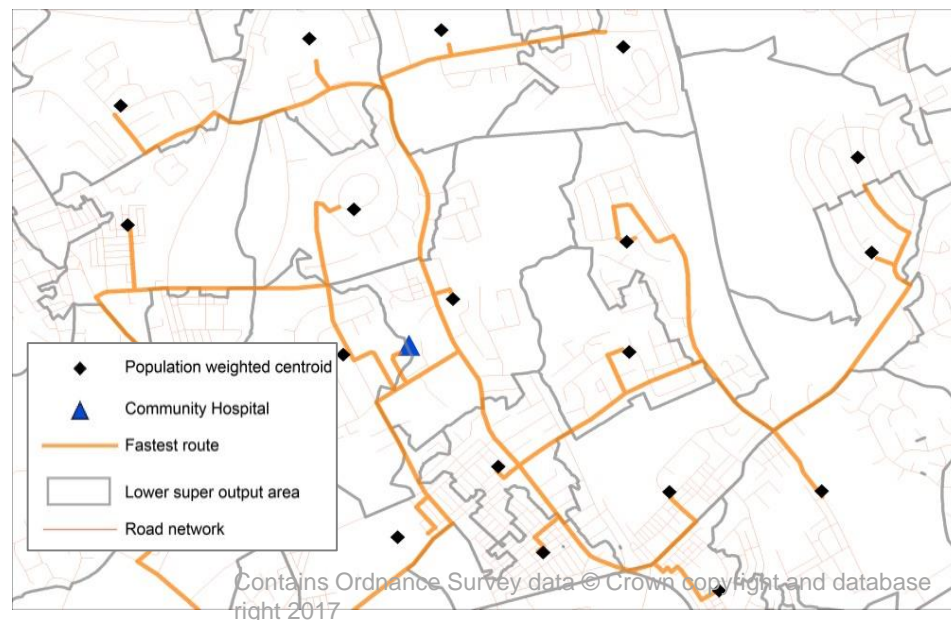 Population weighted centroid
Community Hospital
Fastest route
Lower super output area
Road network
Contains Ordnance Survey data © Crown copyright and database
right 2017